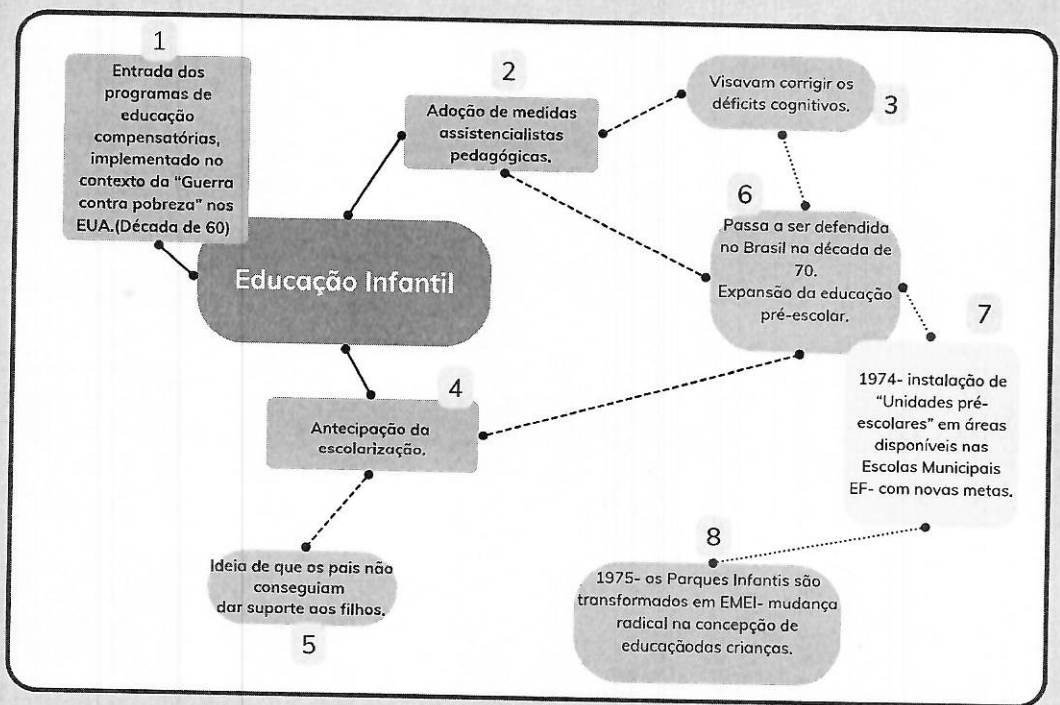 1
Entrada dos
programas de
educação
compensatórias,
implementado no
contexto da “Guerra
contra pobreza” nos
EUA.(Década de 60)
2
Adoção de medidas
assistencialistas
pedagógicas.
Visavam corrigir os
déficits cognitivos.
3
Educação Infantil
6
Passa a ser defendida
no Brasil na década de
70.
Expansão da educação
pré-escolar.
7
1974- instalação de
“Unidades pré-
escolares” em áreas
disponíveis nas
Escolas Municipais
EF- com novas metas.
4
Antecipação da
escolarização.
Ideia de que os pais não
conseguiam
dar suporte aos filhos.
5
8
1975- os Parques Infantis são
transformados em EMEI- mudança
radical na concepção de
educaçãodas crianças.